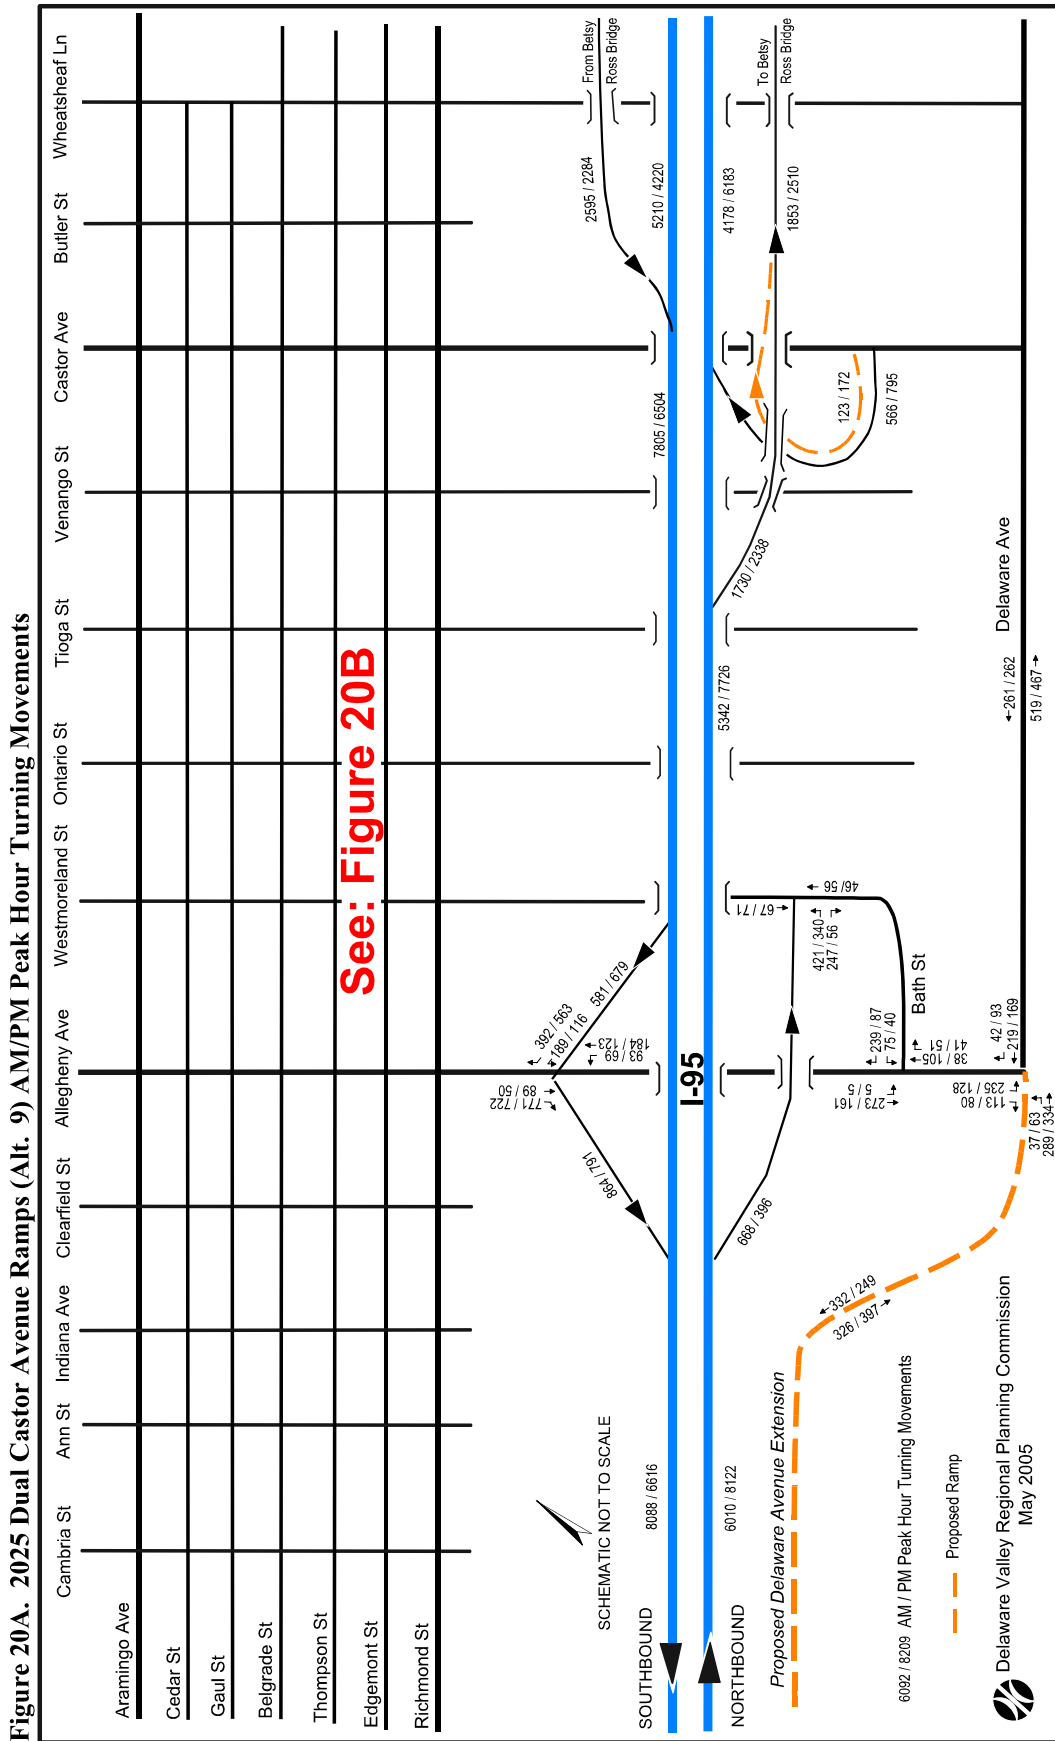 Figure 20A.  2025 Dual Castor Avenue Ramps (Alt. 9) AM/PM Peak Hour Turning Movements
Cambria St
Ann St
Indiana Ave
Clearfield St
Allegheny Ave
Westmoreland St
Ontario St
Tioga St
Venango St
Castor Ave
Butler St
Wheatsheaf Ln
Aramingo Ave
Cedar St
Gaul St
Belgrade St
Thompson St
Edgemont St
Richmond St
See: Figure 20B
SCHEMATIC NOT TO SCALE
From Betsy
Ross Bridge
2595 / 2284
771 / 722
89 / 50
392 / 563
189 / 116
93 / 69
184 / 123
581 / 679
864 / 791
SOUTHBOUND
8088 / 6616
7805 / 6504
5210 / 4220
I-95
NORTHBOUND
6010 / 8122
5342 / 7726
4178 / 6183
668 / 396
67 / 71
1730 / 2338
To Betsy
Ross Bridge
1853 / 2510
Proposed Delaware Avenue Extension
332 / 249
326 / 397
421 / 340
247 / 56
46 / 56
123 / 172
566 / 795
273 / 161
5 / 5
239 / 87
75 / 40
Bath St
38 / 105
41 / 51
6092 / 8209  AM / PM Peak Hour Turning Movements
Proposed Ramp
113 / 80
235 / 128
42 / 93
219 / 169
37 / 63
289 / 334
Delaware Ave
261 / 262
519 / 467
Delaware Valley Regional Planning Commission
May 2005